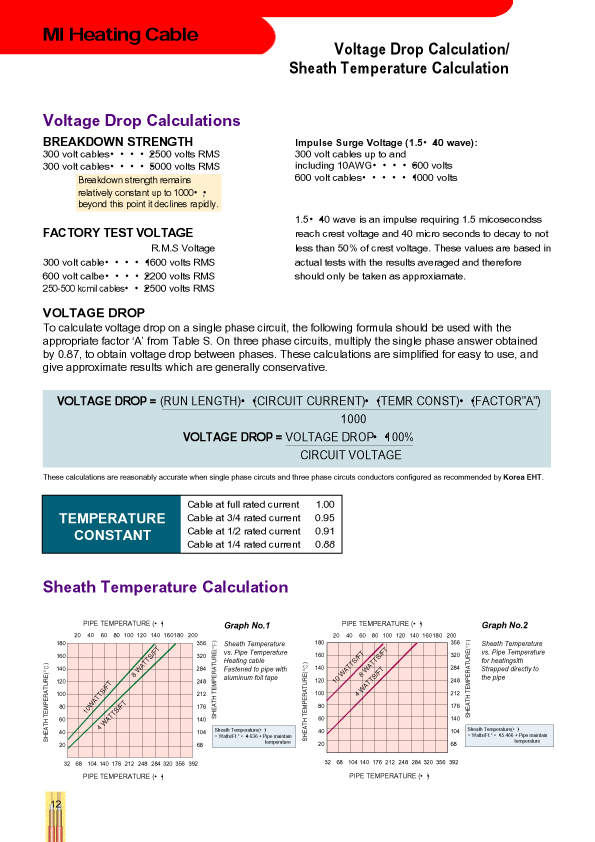 MI Heating Cable
Voltage Drop Calculation/
Sheath Temperature Calculation
Voltage Drop Calculations
BREAKDOWN STRENGTH
300 volt cables• • • • 2500 volts RMS
300 volt cables• • • • 5000 volts RMS
Breakdown strength remains
relatively constant up to 1000• ,
beyond this point it declines rapidly.
FACTORY TEST VOLTAGE
R.M.S Voltage
300 volt cable• • • • 1600 volts RMS
600 volt calbe• • • • 2200 volts RMS
250-500 kcmil cables• • 2500 volts RMS
Impulse Surge Voltage (1.5• 40 wave):
300 volt cables up to and
including 10AWG• • • • 600 volts
600 volt cables• • • • • 1000 volts
1.5• 40 wave is an impulse requiring 1.5 micosecondss
reach crest voltage and 40 micro seconds to decay to not
less than 50% of crest voltage. These values are based in
actual tests with the results averaged and therefore
should only be taken as approxiamate.
VOLTAGE DROP
To calculate voltage drop on a single phase circuit, the following formula should be used with the
appropriate factor ‘A’ from Table S. On three phase circuits, multiply the single phase answer obtained
by 0.87, to obtain voltage drop between phases. These calculations are simplified for easy to use, and
give approximate results which are generally conservative.
VOLTAGE DROP = (RUN LENGTH)• (CIRCUIT CURRENT)• (TEMR CONST)• (FACTOR"A")
1000
VOLTAGE DROP = VOLTAGE DROP• 100%
CIRCUIT VOLTAGE
These calculations are reasonably accurate when single phase circuts and three phase circuts conductors configured as recommended by Korea EHT.
TEMPERATURE
CONSTANT
Cable at full rated current 1.00
Cable at 3/4 rated current 0.95
Cable at 1/2 rated current 0.91
Cable at 1/4 rated current 0.88
Sheath Temperature Calculation
PIPE TEMPERATURE (• )
20 40 60 80 100 120 140 160 180 200
SHEATH TEMPERATURE(°C)
180
160
140
120
100
80
60
40
20
10WATTS/FT
8 WATTS/FT
4 WATTS/FT
356
320
284
248
212
176
140
104
68
SHEATH TEMPERATURE(°F)
32 68 104 140 176 212 248 284 320 356 392
PIPE TEMPERATURE (• )
Graph No.1
Sheath Temperature
vs. Pipe Temperature
Heating cable
Fastened to pipe with
aluminum foil tape
Sheath Temperature(• )
= Watts/Ft * • 4.636 + Pipe maintain
temperature
PIPE TEMPERATURE (• )
20 40 60 80 100 120 140 160 180 200
SHEATH TEMPERATURE(°C)
180
160
140
120
100
80
60
40
20
10 WATTS/FT
8 WATTS/FT
4 WATTS/FT
356
320
284
248
212
176
140
104
68
SHEATH TEMPERATURE(°F)
32 68 104 140 176 212 248 284 320 356 392
PIPE TEMPERATURE (• )
Graph No.2
Sheath Temperature
vs. Pipe Temperature
for heatingsith
Strapped directly to
the pipe
Sheath Temperature(• )
= Watts/Ft * • 45.466 + Pipe maintain
temperature
12